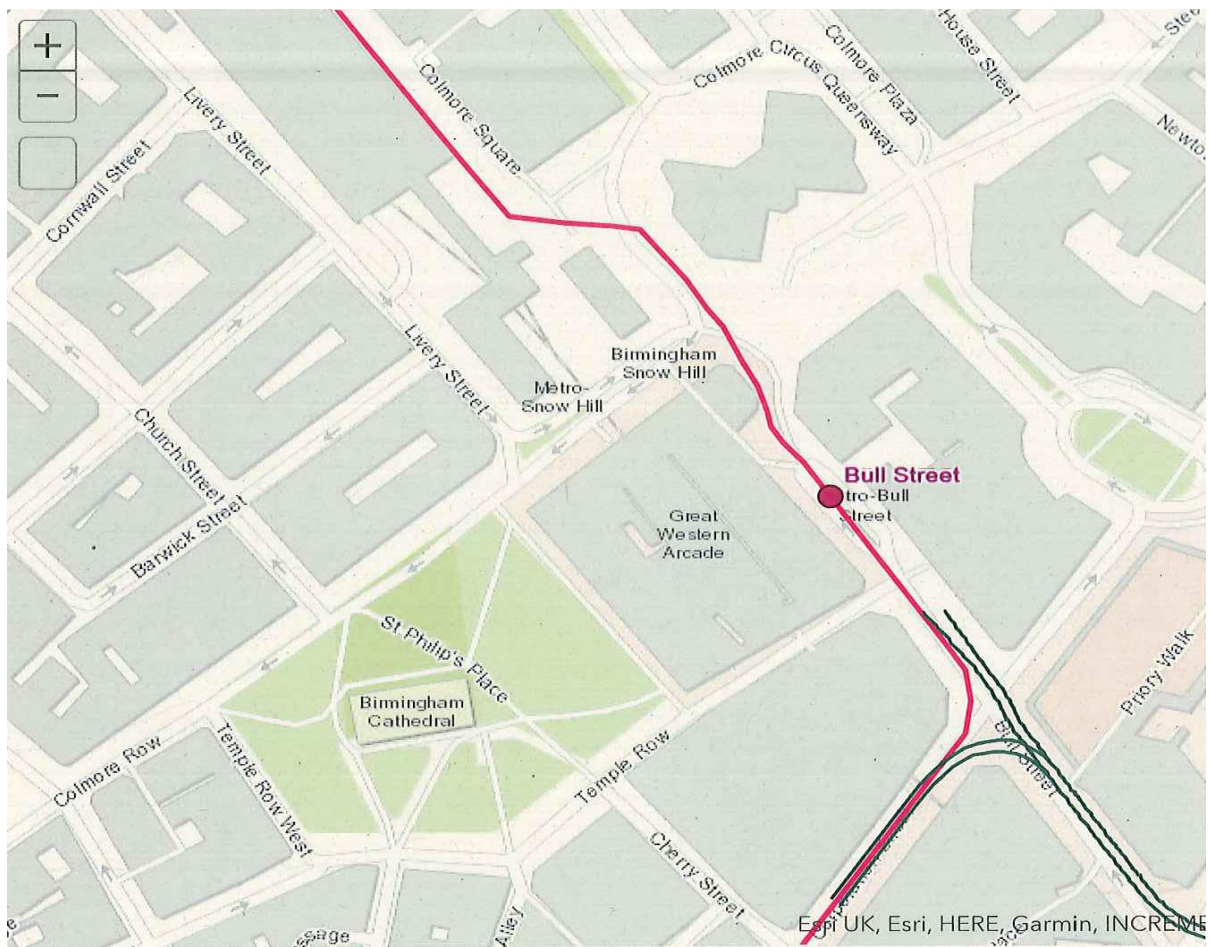 +
−
Colmore Square
Colmore Circus Queensway
Colmore Plaza
House Street
Livery Street
Cornwall Street
Livery Street
Birmingham
Snow Hill
Metro-
Snow Hill
Church Street
Barwick Street
Bull Street
tro-Bull
Street
Great
Western
Arcade
St Philip's Place
Birmingham
Cathedral
Priory Walk
Colmore Row
Temple Row West
Temple Row
Bull Street
Cherry Street
Alley
Esri UK, Esri, HERE, Garmin, INCREME